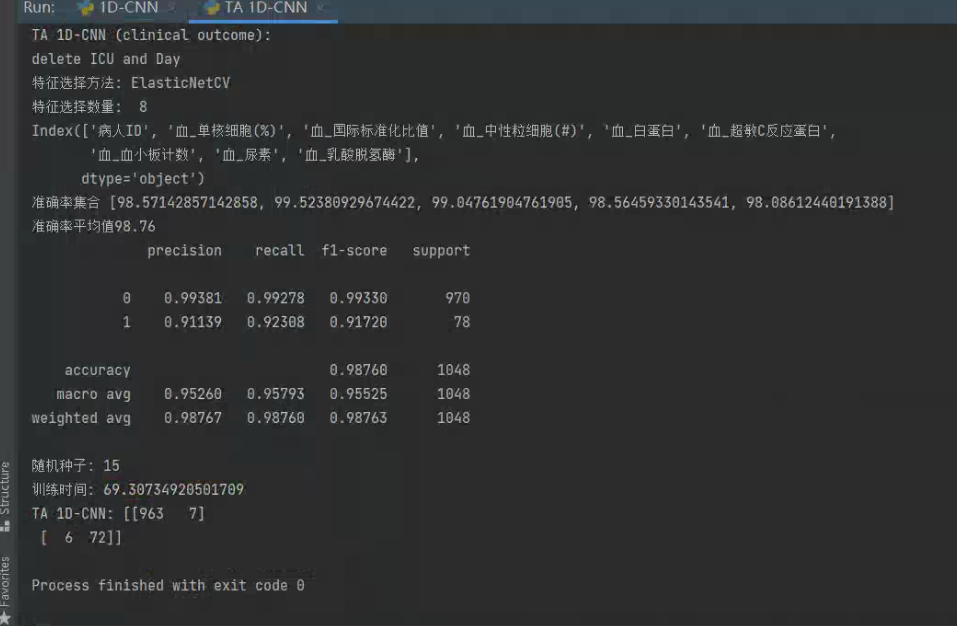 Run: 1D-CNN TA 1D-CNN
TA 1D-CNN (clinical outcome):
delete ICU and Day
特征选择方法: ElasticNetCV
特征选择数量: 8
Index(['病人ID', '血_单核细胞(%)', '血_国际标准化比值', '血_中性粒细胞(#)', '血_白蛋白', '血_超敏C反应蛋白',
'血_血小板计数', '血_尿素', '血_乳酸脱氢酶'],
dtype='object')
准确率集合 [98.57142857142858, 99.52380929674422, 99.04761904761905, 98.56459330143541, 98.08612440191388]
准确率平均值98.76
precision recall f1-score support
0 0.99381 0.99278 0.99330 970
1 0.91139 0.92308 0.91720 78
accuracy 0.98760 1048
macro avg 0.95260 0.95793 0.95525 1048
weighted avg 0.98767 0.98760 0.98763 1048
随机种子: 15
训练时间: 69.30734920501709
TA 1D-CNN: [[963 7]
[ 6 72]]
Process finished with exit code 0
Structure
Favorites